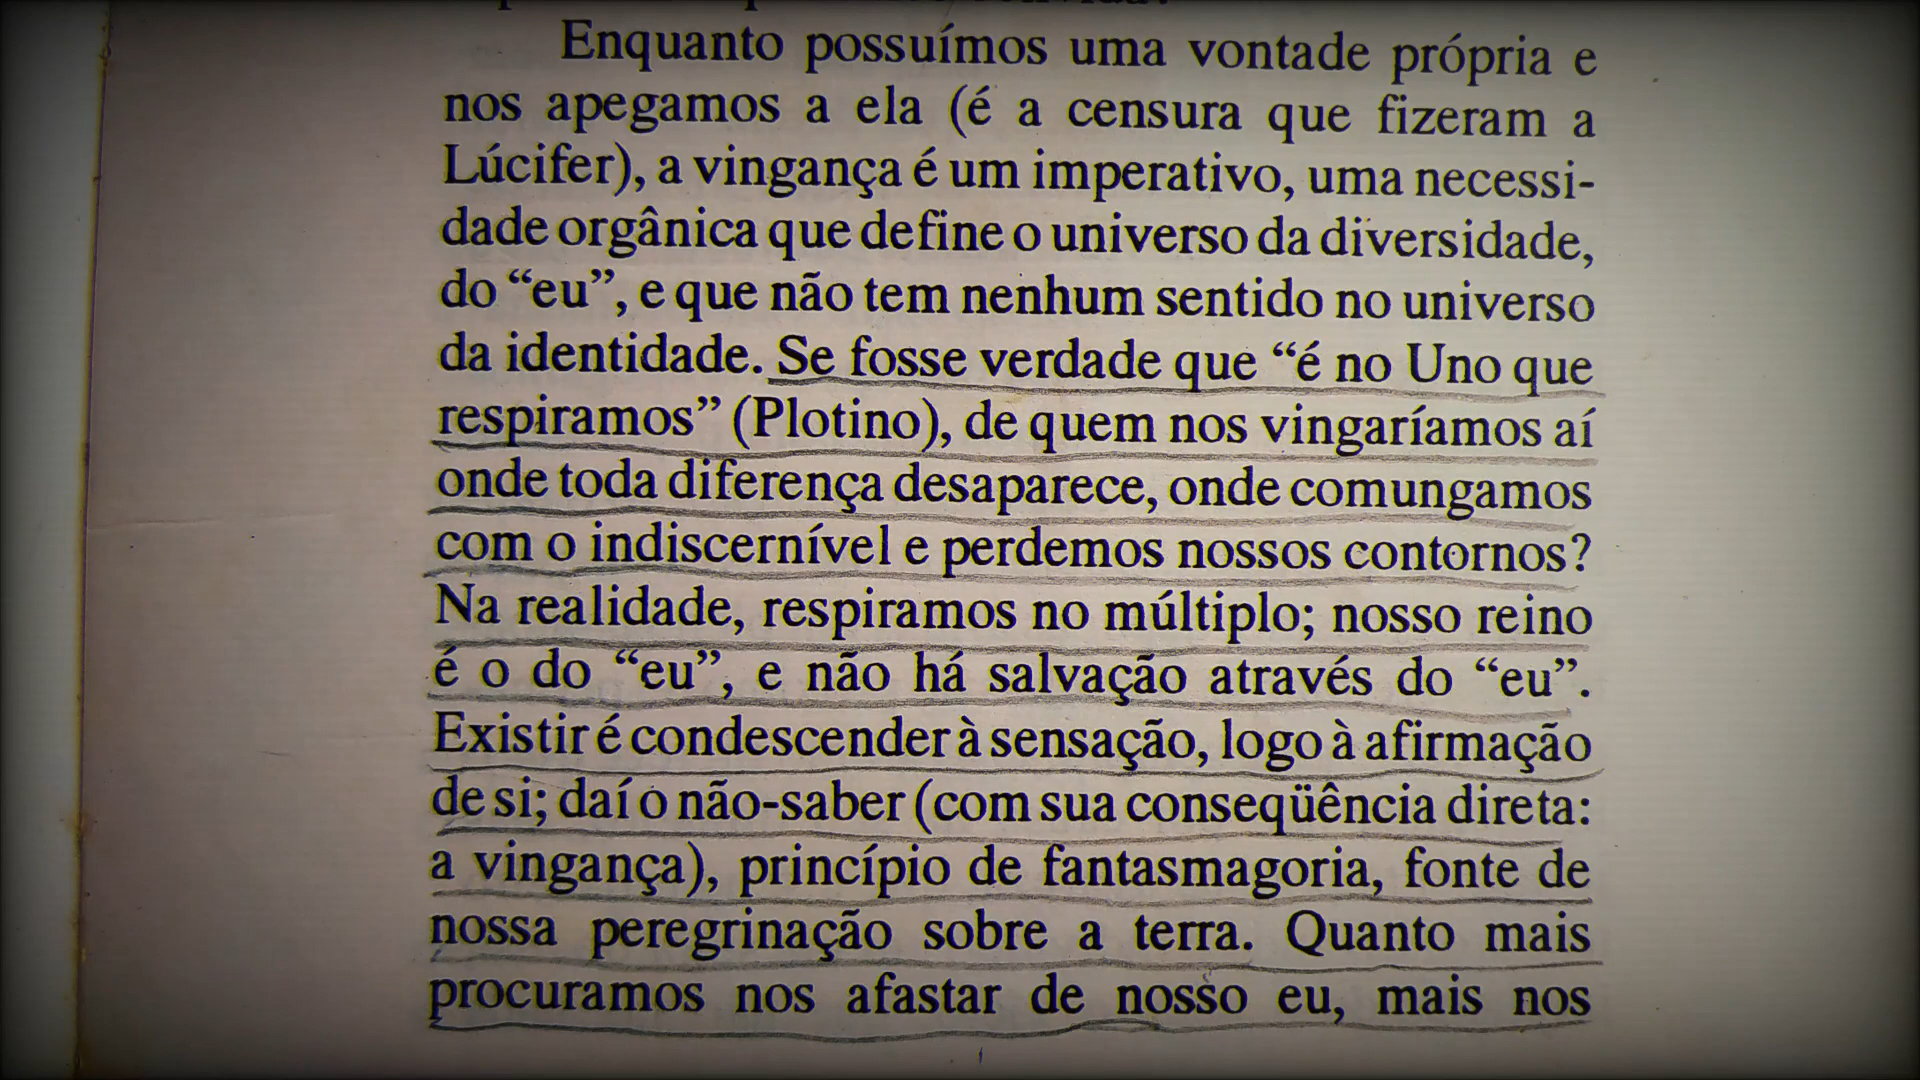 Enquanto possuímos uma vontade própria e
nos apegamos a ela (é a censura que fizeram a
Lúcifer), a vingança é um imperativo, uma necessi-
dade orgânica que define o universo da diversidade,
do “eu”, e que não tem nenhum sentido no universo
da identidade. Se fosse verdade que “é no Uno que
respiramos” (Plotino), de quem nos vingaríamos aí
onde toda diferença desaparece, onde comungamos
com o indiscernível e perdemos nossos contornos?
Na realidade, respiramos no múltiplo; nosso reino
é o do “eu”, e não há salvação através do “eu”.
Existir é condescender à sensação, logo à afirmação
de si; daí o não-saber (com sua conseqüência direta:
a vingança), princípio de fantasmagoria, fonte de
nossa peregrinação sobre a terra. Quanto mais
procuramos nos afastar de nosso eu, mais nos